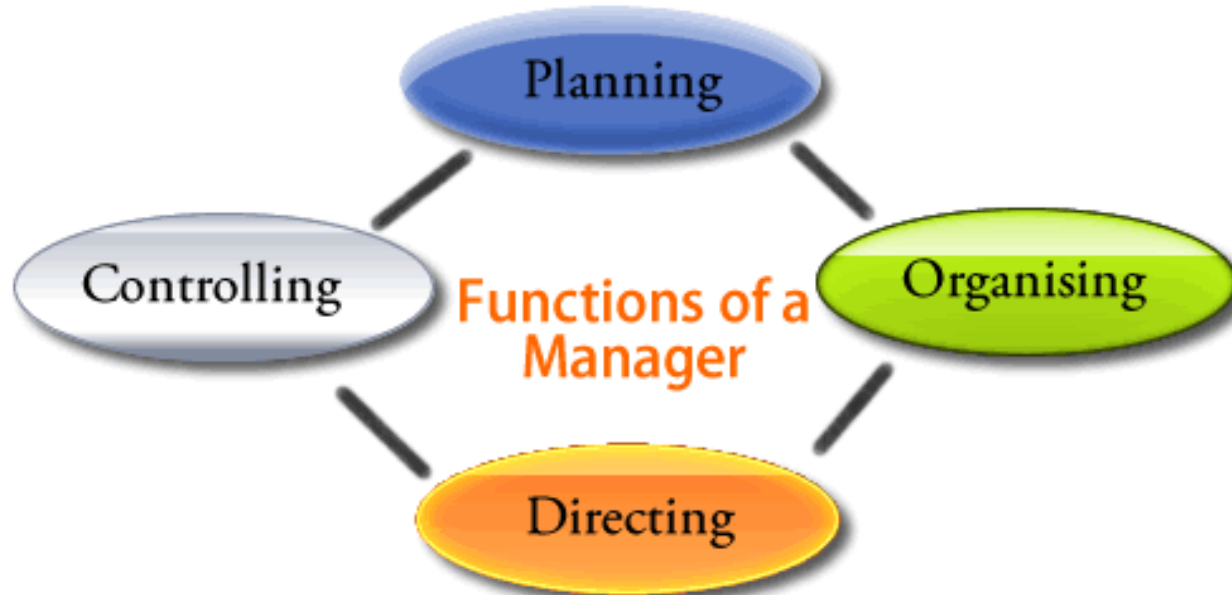 Planning
Controlling
Organising
Functions of a
Manager
Directing